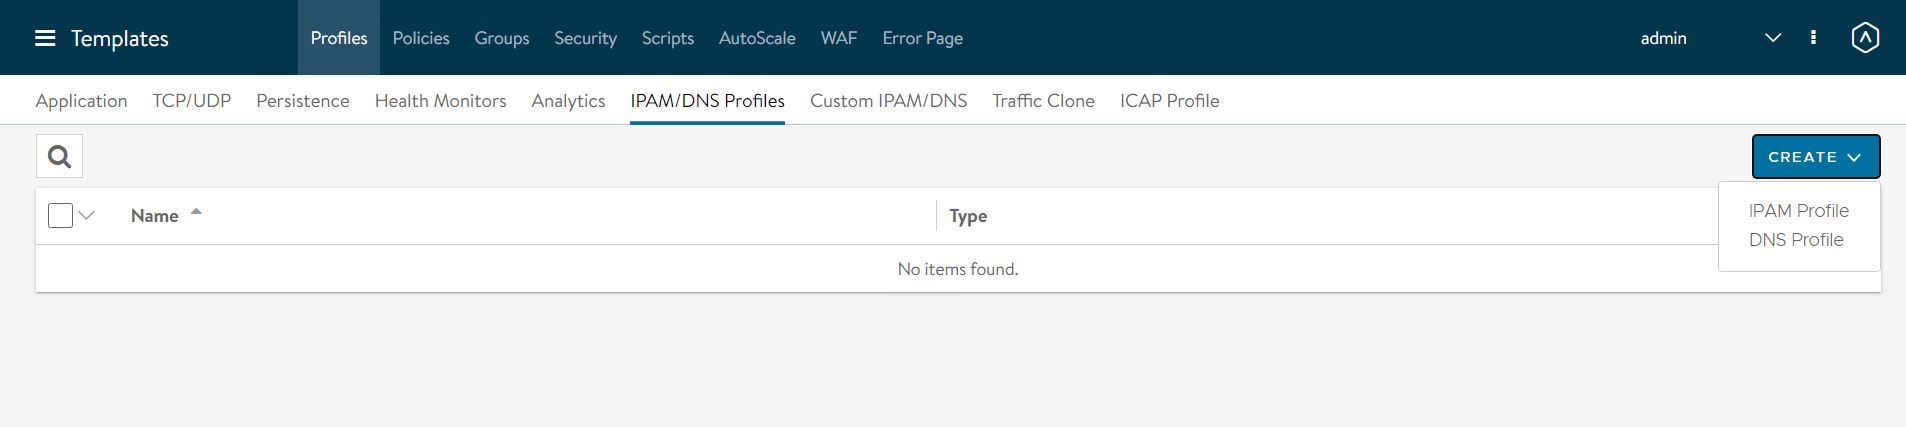 Templates Profiles Policies Groups Security Scripts AutoScale WAF Error Page admin
Application TCP/UDP Persistence Health Monitors Analytics IPAM/DNS Profiles Custom IPAM/DNS Traffic Clone ICAP Profile
CREATE
IPAM Profile
DNS Profile
Name Type
No items found.